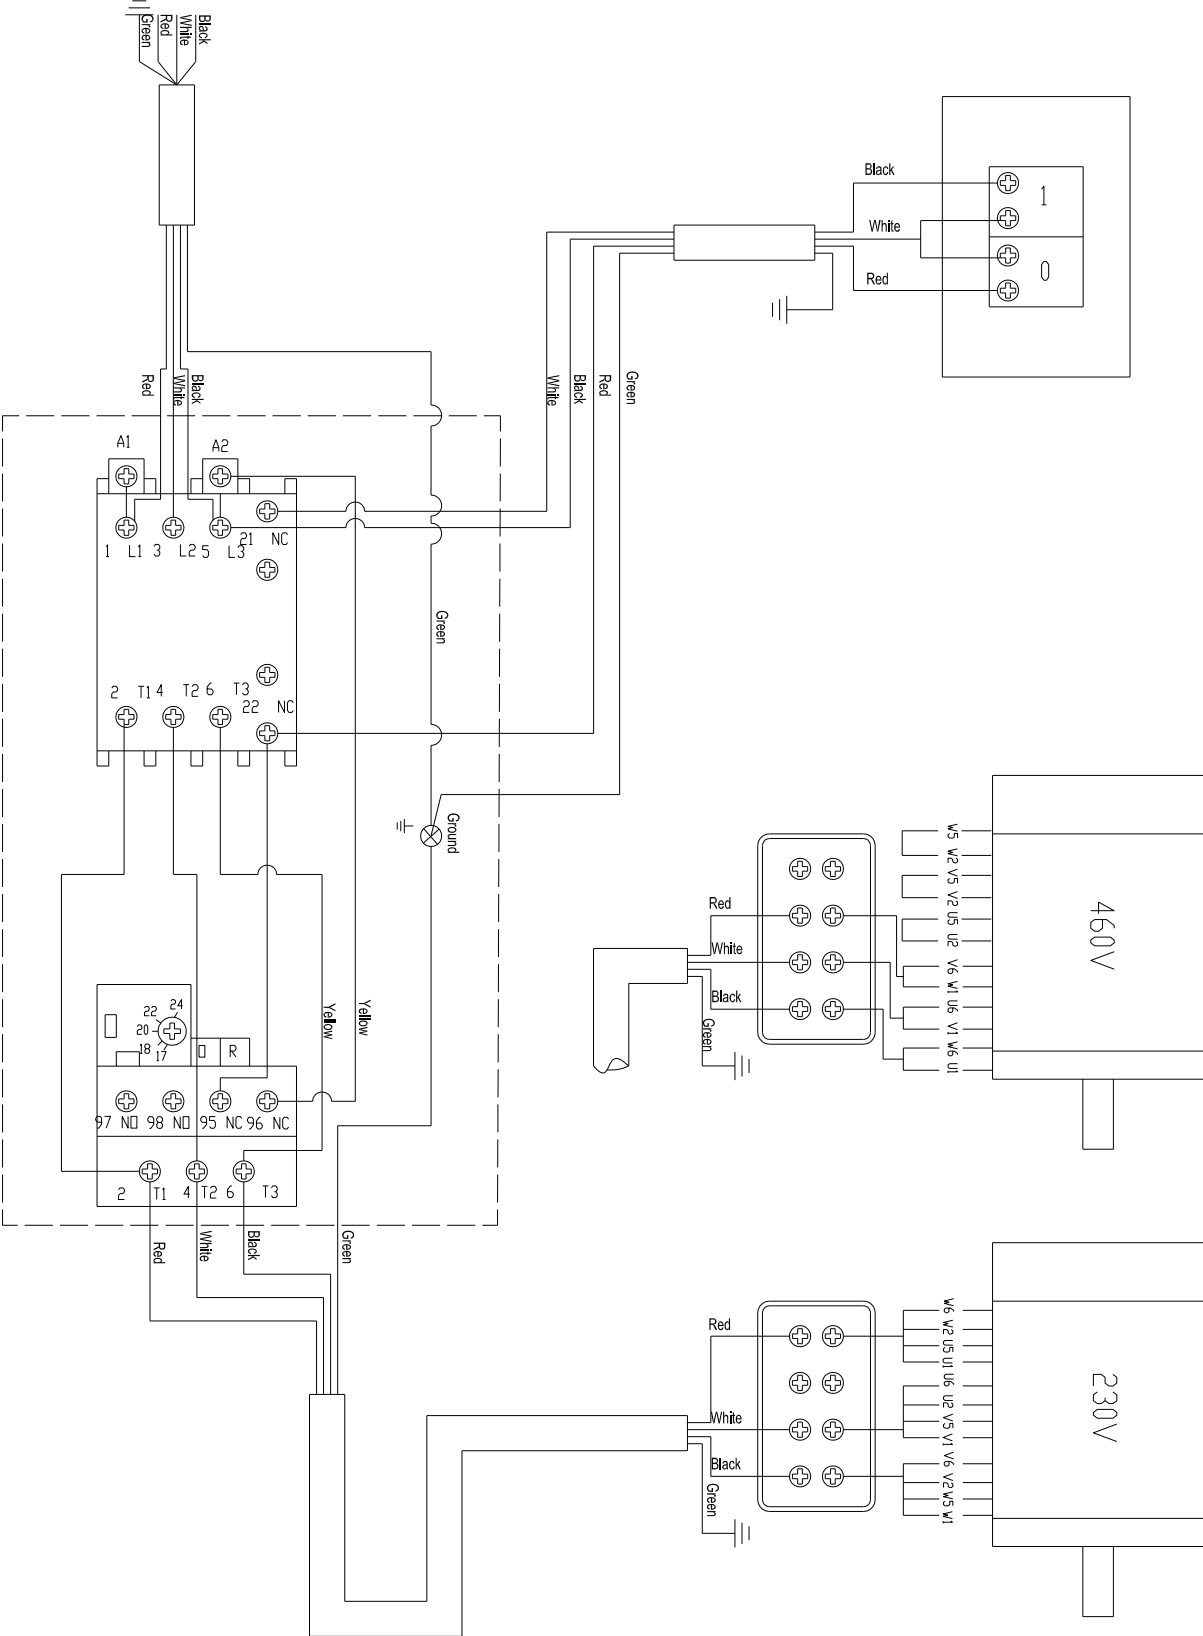 Black
White
Red
Green
Black
White
Red
1
0
Red
White
Black
White
Black
Red
Green
A1
A2
1 L1 3 L2 5 L3 21 NC
Green
2 T1 4 T2 6 T3
22 NC
Ground
Yellow
Yellow
24
22
20
18
17
R
97 NO 98 NO 95 NC 96 NC
2 T1 4 T2 6 T3
Red
White
Black
Green
W5
W2
V5
V2
U5
U2
V6
W1
U6
V1
W6
U1
460V
Red
White
Black
Green
W6
W2
U5
U1
U6
U2
V5
V1
V6
V2
W5
W1
230V
Red
White
Black
Green